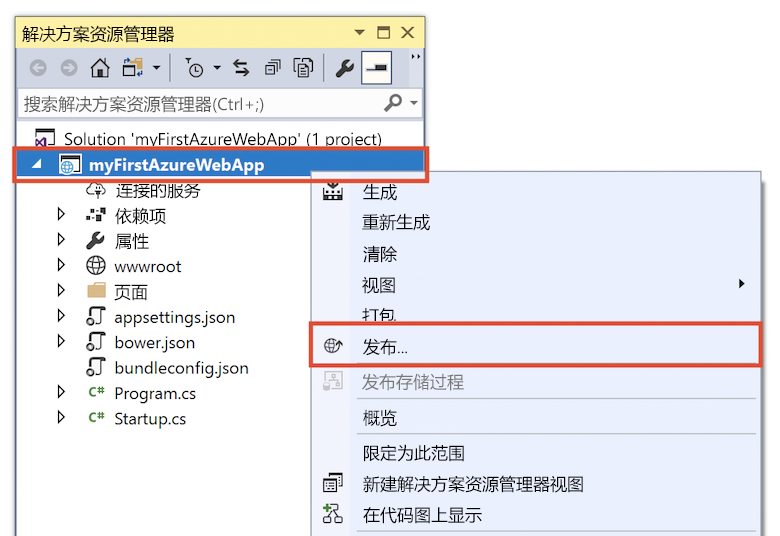 解决方案资源管理器
搜索解决方案资源管理器(Ctrl+;)
Solution 'myFirstAzureWebApp' (1 project)
myFirstAzureWebApp
连接的服务
依赖项
属性
wwwroot
页面
appsettings.json
bower.json
bundleconfig.json
C# Program.cs
C# Startup.cs
生成
重新生成
清除
视图
打包
发布...
发布存储过程
概览
限定为此范围
新建解决方案资源管理器视图
在代码图上显示